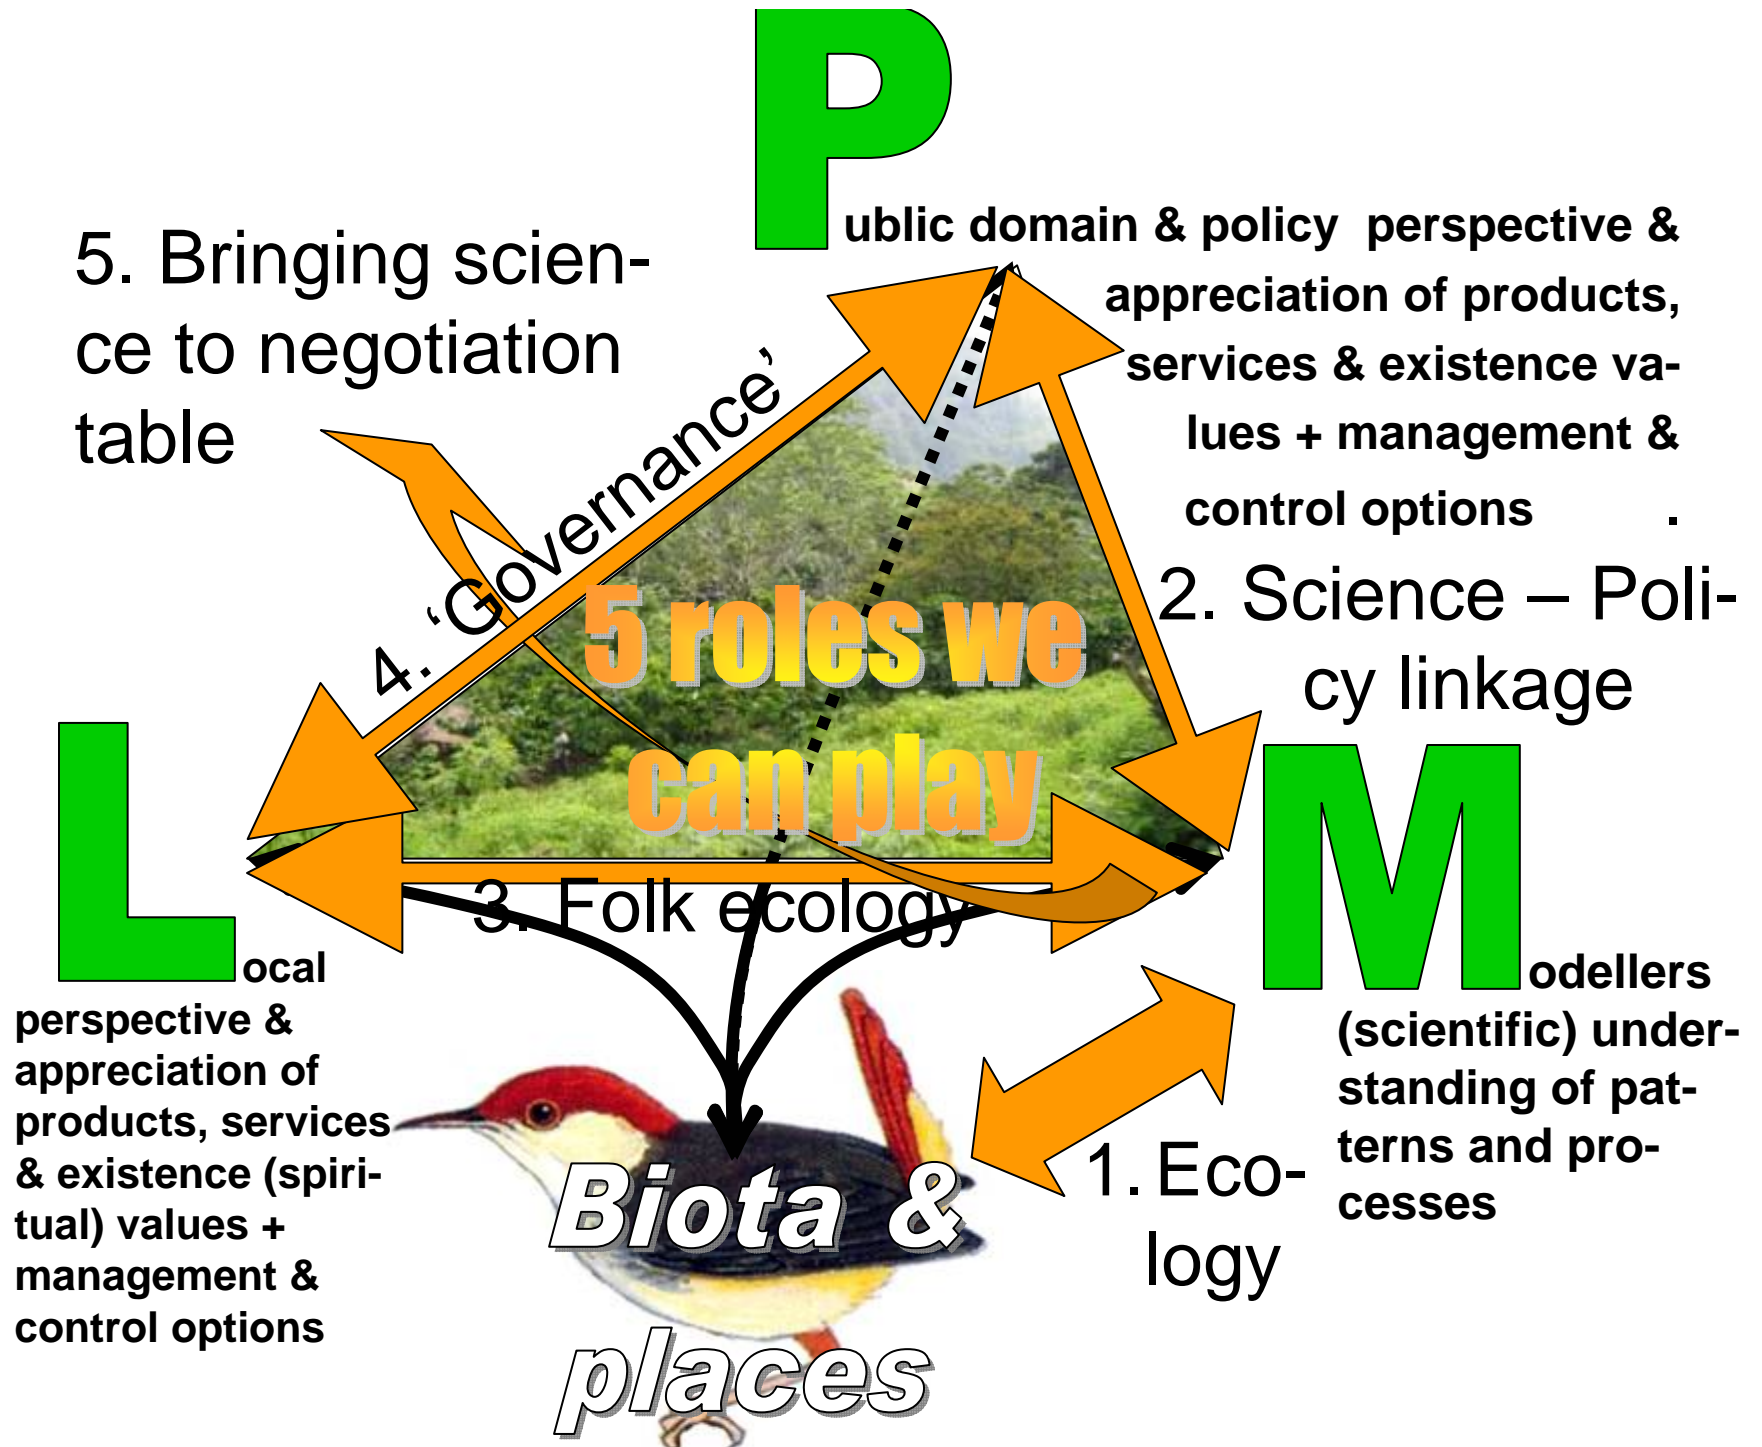 P
ublic domain & policy perspective &
appreciation of products,
services & existence va-
lues + management &
control options .
5. Bringing scien-
ce to negotiation
table
4. ‘Governance’
2. Science – Poli-
cy linkage
5 roles we
can play
3. Folk ecology
L
ocal
perspective &
appreciation of
products, services
& existence (spiri-
tual) values +
management &
control options
M
odellers
(scientific) under-
standing of pat-
terns and pro-
cesses
1. Eco-
logy
Biota &
places